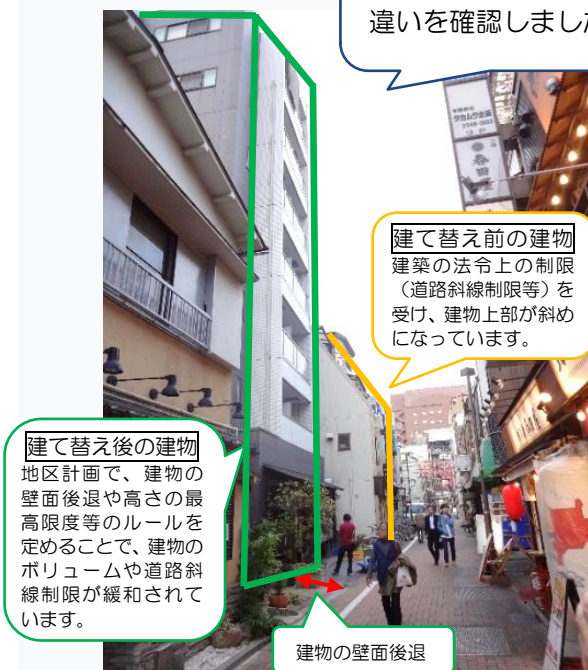 違いを確認しました
建て替え前の建物
建築の法令上の制限
（道路斜線制限等）を
受け、建物上部が斜め
になっています。
建て替え後の建物
地区計画で、建物の
壁面後退や高さの最
高限度等のルールを
定めることで、建物の
ボリュームや道路斜
線制限が緩和されて
います。
建物の壁面後退